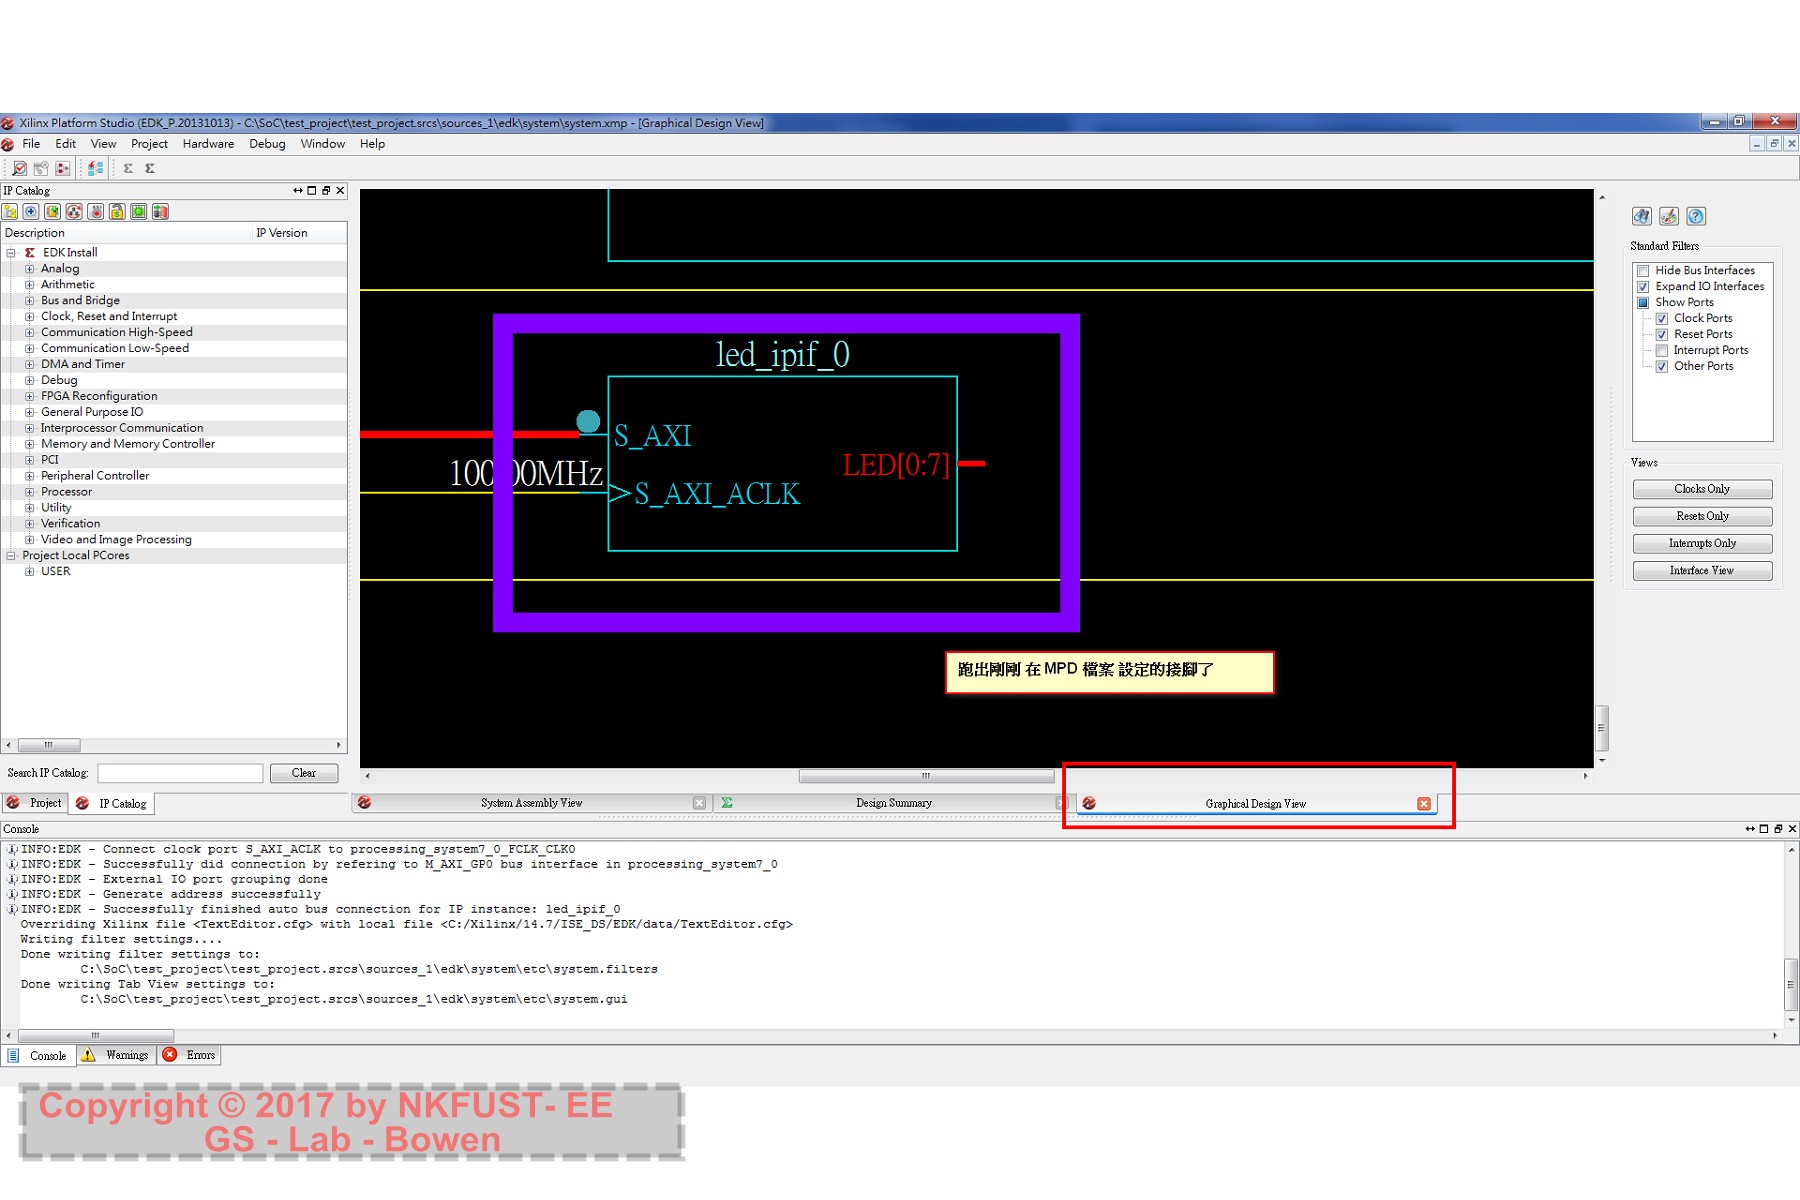 Xilinx Platform Studio (EDK_P.20131013) - C:\SoC\test_project\test_project.srcs\sources_1\edk\system\system.xmp - [Graphical Design View]
File Edit View Project Hardware Debug Window Help
IP Catalog
Description IP Version
EDK Install
Analog
Arithmetic
Bus and Bridge
Clock, Reset and Interrupt
Communication High-Speed
Communication Low-Speed
DMA and Timer
Debug
FPGA Reconfiguration
General Purpose IO
Interprocessor Communication
Memory and Memory Controller
PCI
Peripheral Controller
Processor
Utility
Verification
Video and Image Processing
Project Local PCores
USER
Search IP Catalog: Clear
Project IP Catalog
led_ipif_0
S_AXI
LED[0:7]
S_AXI_ACLK
跑出剛剛 在 MPD 檔案 設定的接腳了
System Assembly View Design Summary Graphical Design View
Standard Filters
Hide Bus Interfaces
Expand IO Interfaces
Show Ports
Clock Ports
Reset Ports
Interrupt Ports
Other Ports
Views
Clocks Only
Resets Only
Interrupts Only
Interface View
Console
INFO:EDK - Connect clock port S_AXI_ACLK to processing_system7_0_FCLK_CLK0
INFO:EDK - Successfully did connection by refering to M_AXI_GP0 bus interface in processing_system7_0
INFO:EDK - External IO port grouping done
INFO:EDK - Generate address successfully
INFO:EDK - Successfully finished auto bus connection for IP instance: led_ipif_0
Overriding Xilinx file <TextEditor.cfg> with local file <C:/Xilinx/14.7/ISE_DS/EDK/data/TextEditor.cfg>
Writing filter settings....
Done writing filter settings to:
C:\SoC\test_project\test_project.srcs\sources_1\edk\system\etc\system.filters
Done writing Tab View settings to:
C:\SoC\test_project\test_project.srcs\sources_1\edk\system\etc\system.gui
Console Warnings Errors
Copyright © 2017 by NKFUST- EE
GS - Lab - Bowen